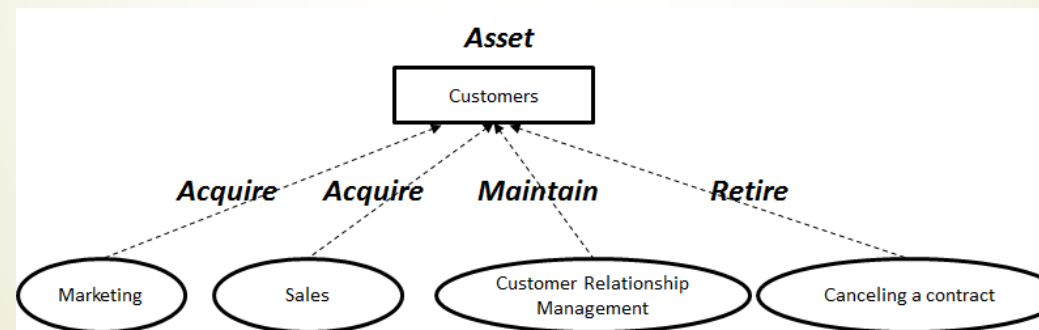 Asset
Customers
Acquire Acquire Maintain Retire
Marketing Sales Customer Relationship Management Canceling a contract